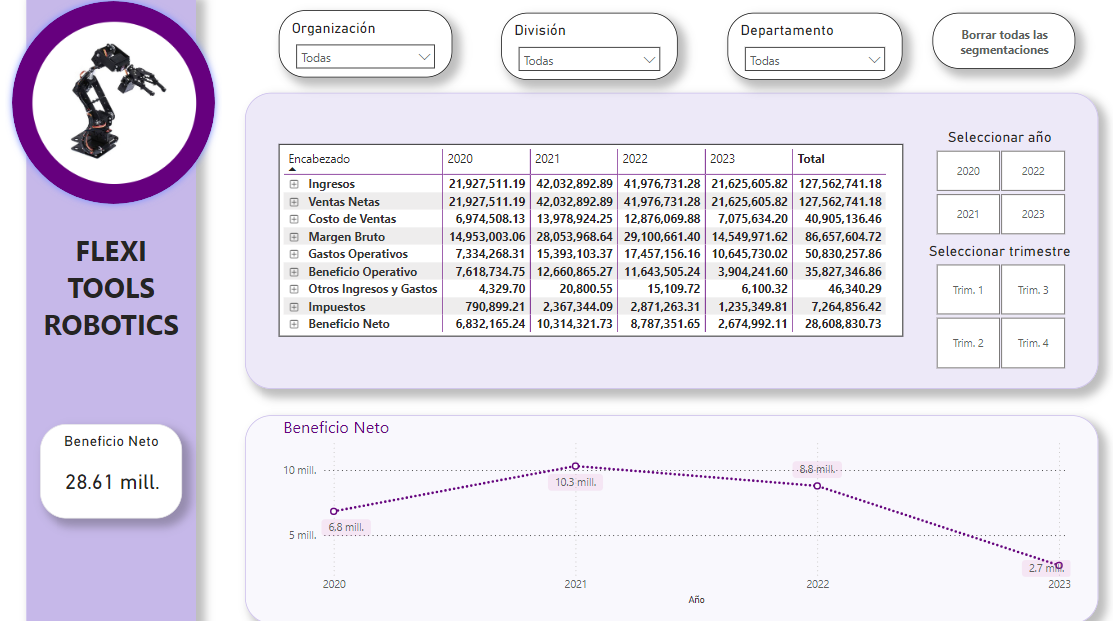 FLEXI
TOOLS
ROBOTICS
Beneficio Neto
28.61 mill.
Organización
Todas
División
Todas
Departamento
Todas
Borrar todas las
segmentaciones
Encabezado 2020 2021 2022 2023 Total
Ingresos 21,927,511.19 42,032,892.89 41,976,731.28 21,625,605.82 127,562,741.18
Ventas Netas 21,927,511.19 42,032,892.89 41,976,731.28 21,625,605.82 127,562,741.18
Costo de Ventas 6,974,508.13 13,978,924.25 12,876,069.88 7,075,634.20 40,905,136.46
Margen Bruto 14,953,003.06 28,053,968.64 29,100,661.40 14,549,971.62 86,657,604.72
Gastos Operativos 7,334,268.31 15,393,103.37 17,457,156.16 10,645,730.02 50,830,257.86
Beneficio Operativo 7,618,734.75 12,660,865.27 11,643,505.24 3,904,241.60 35,827,346.86
Otros Ingresos y Gastos 4,329.70 20,800.55 15,109.72 6,100.32 46,340.29
Impuestos 790,899.21 2,367,344.09 2,871,263.31 1,235,349.81 7,264,856.42
Beneficio Neto 6,832,165.24 10,314,321.73 8,787,351.65 2,674,992.11 28,608,830.73
Seleccionar año
2020 2022
2021 2023
Seleccionar trimestre
Trim. 1 Trim. 3
Trim. 2 Trim. 4
Beneficio Neto
10 mill.
5 mill.
6.8 mill.
10.3 mill.
8.8 mill.
2.7 mill.
2020 2021 2022 2023
Año